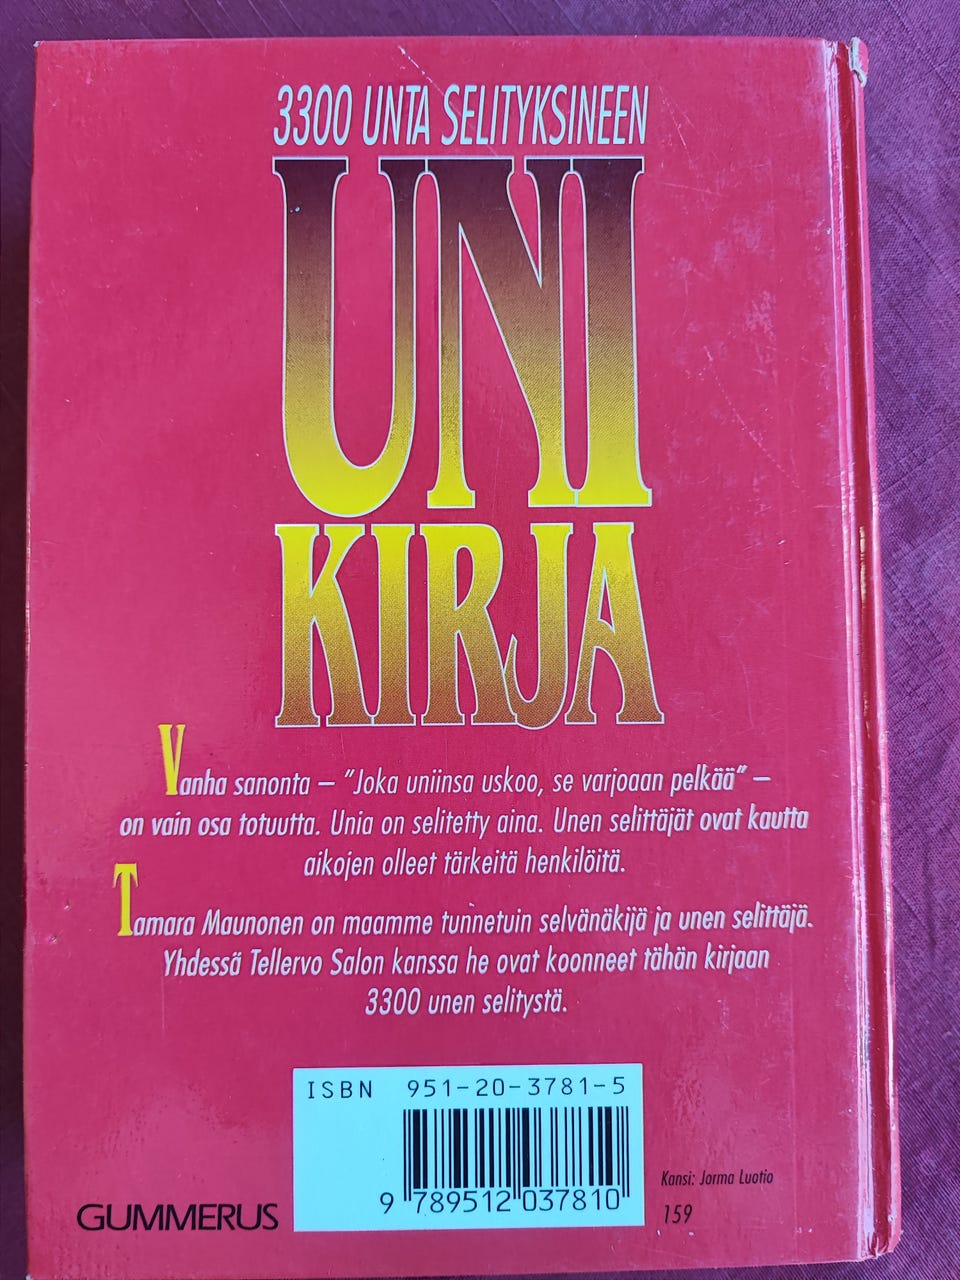 3300 UNTA SELITYKSINEEN
UNI
KIRJA
Vanha sanonta – ”Joka uniinsa uskoo, se varjoaan pelkää” –
on vain osa totuutta. Unia on selitetty aina. Unen selittäjät ovat kautta
aikojen olleet tärkeitä henkilöitä.
Tamara Maunonen on maamme tunnetuin selvänäkijä ja unen selittäjä.
Yhdessä Tellervo Salon kanssa he ovat koonneet tähän kirjaan
3300 unen selitystä.
ISBN 951-20-3781-5
9 789512 037810
Kansi: Jorma Luotio
159
GUMMERUS